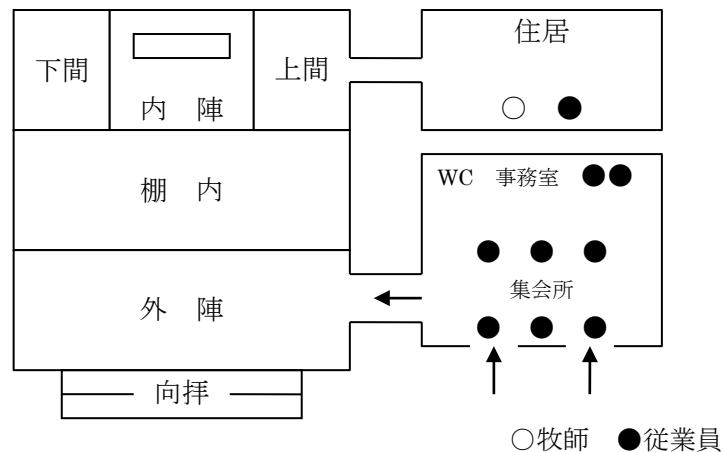 住居
下間
上間
内 陣
WC 事務室
棚 内
集会所
外 陣
向拝
○牧師 ●従業員